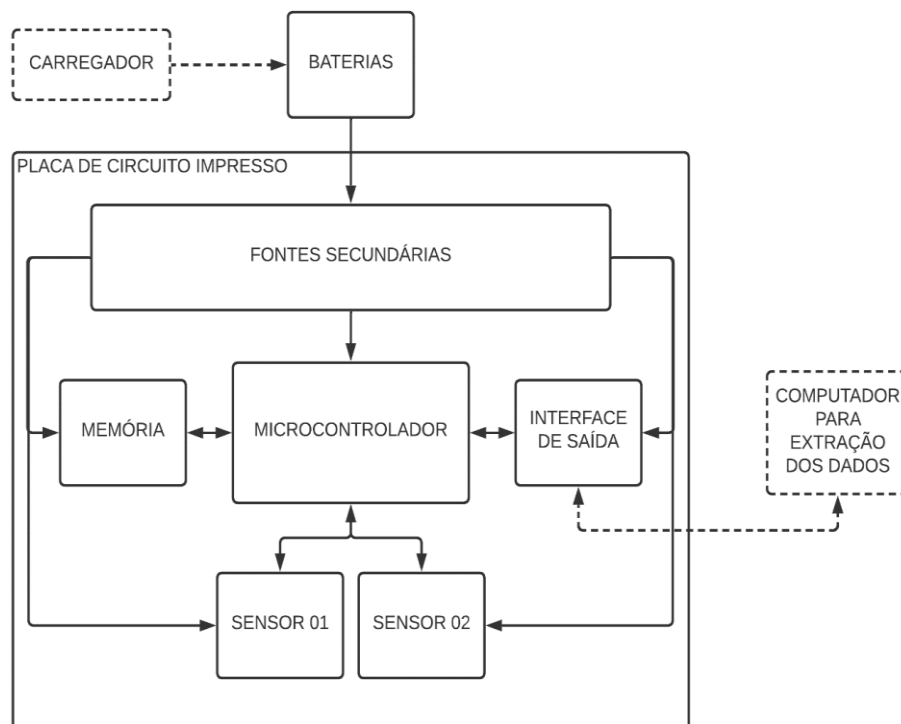 CARREGADOR
BATERIAS
PLACA DE CIRCUITO IMPRESSO
FONTES SECUNDÁRIAS
MEMÓRIA
MICROCONTROLADOR
INTERFACE
DE SAÍDA
COMPUTADOR
PARA
EXTRAÇÃO
DOS DADOS
SENSOR 01
SENSOR 02